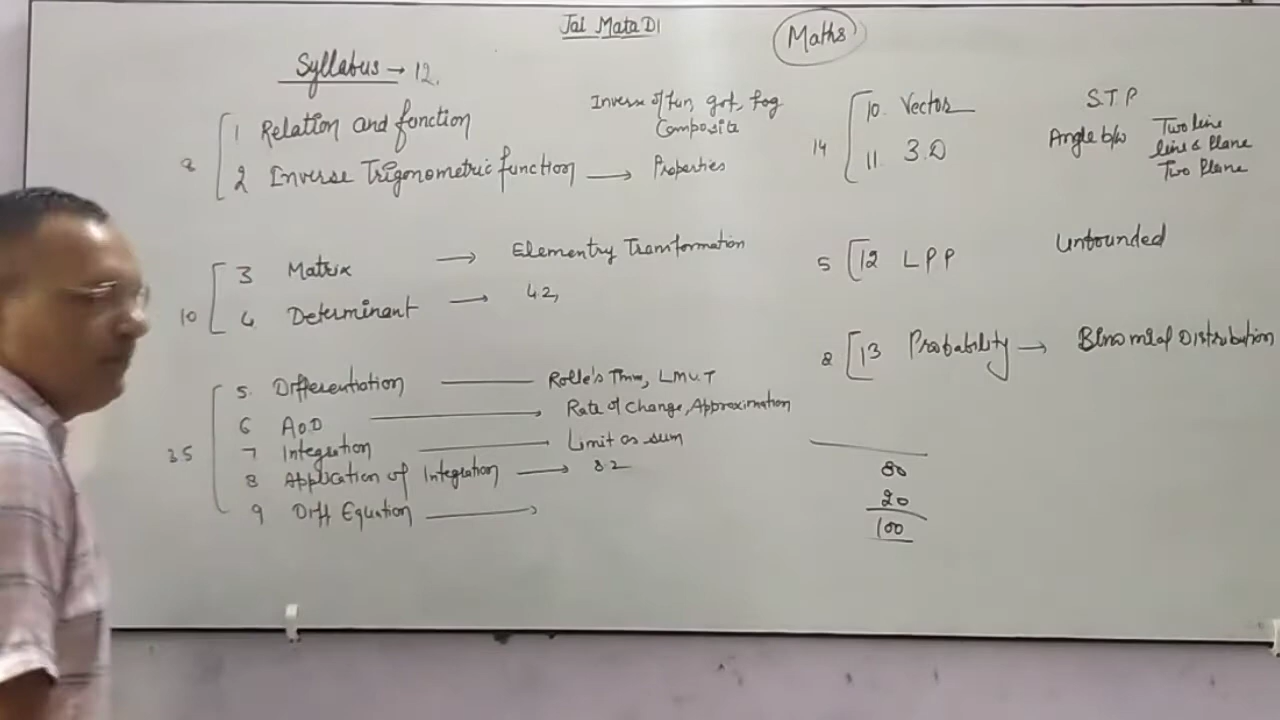 Jai Mata DI
Maths
Syllabus → 12.
8
1 Relation and function
Inverse of fun, gof, fog
Composite
2 Inverse Trigonometric function → Properties
10
3 Matrix → Elementry Transformation
4. Determinant → 4.2,
35
5. Differentiation — Rolle's Thm, LMVT
6 AOD → Rate of Change, Approximation
7 Integration → Limit as sum
8 Application of Integration → 8.2
9 Diff Equation →
14
10. Vector
S.T.P
11. 3.D
Angle b/w
Two line
line & Plane
Two Plane
5
12 LPP
Unbounded
8
13 Probability → Binomial Distribution
80
20
100